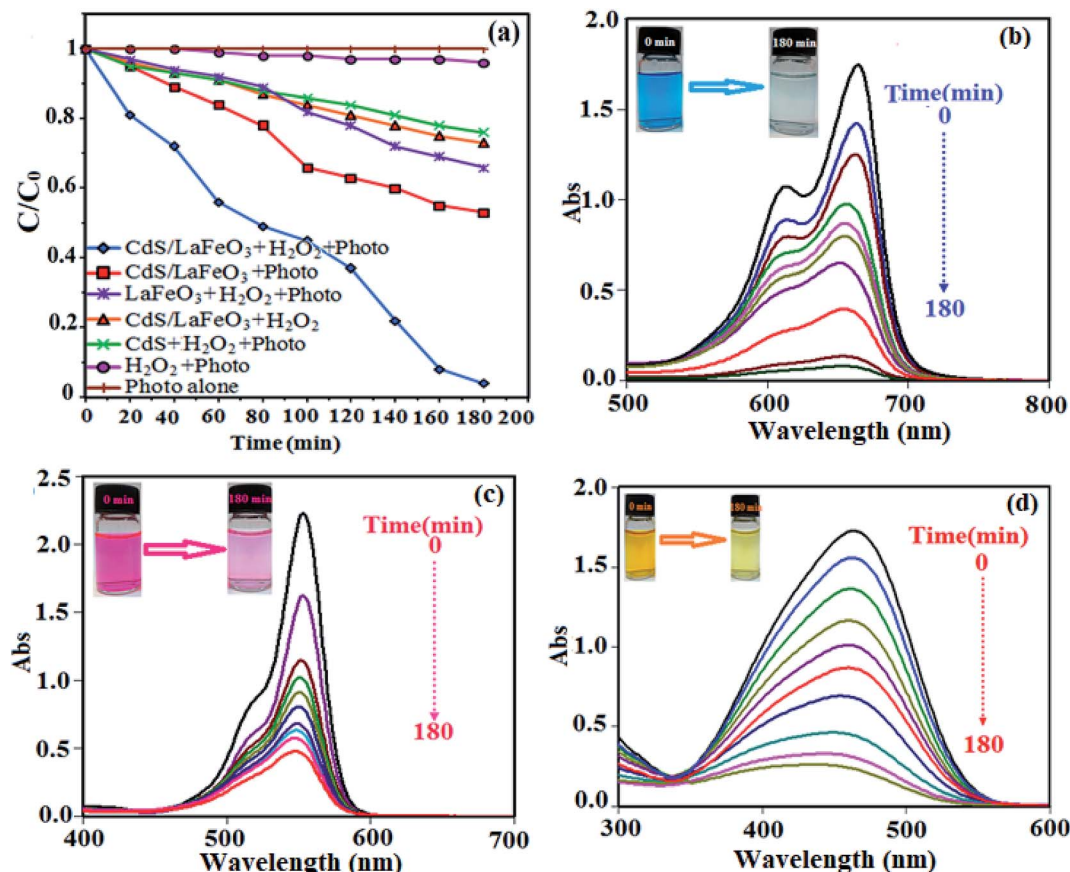 (a)
C/C₀
1
0.8
0.6
0.4
0.2
0
CdS/LaFeO₃+H₂O₂+Photo
CdS/LaFeO₃+Photo
LaFeO₃+H₂O₂+Photo
CdS/LaFeO₃+H₂O₂
CdS+H₂O₂+Photo
H₂O₂+Photo
Photo alone
0 20 40 60 80 100 120 140 160 180 200
Time (min)
(b)
Abs
2.0
1.5
1.0
0.5
0.0
0 min
180 min
Time(min)
0
180
500 600 700 800
Wavelength (nm)
(c)
Abs
2.5
2.0
1.5
1.0
0.5
0.0
0 min
180 min
Time(min)
0
180
400 500 600 700
Wavelength (nm)
(d)
Abs
2.0
1.5
1.0
0.5
0.0
0 min
180 min
Time(min)
0
180
300 400 500 600
Wavelength (nm)